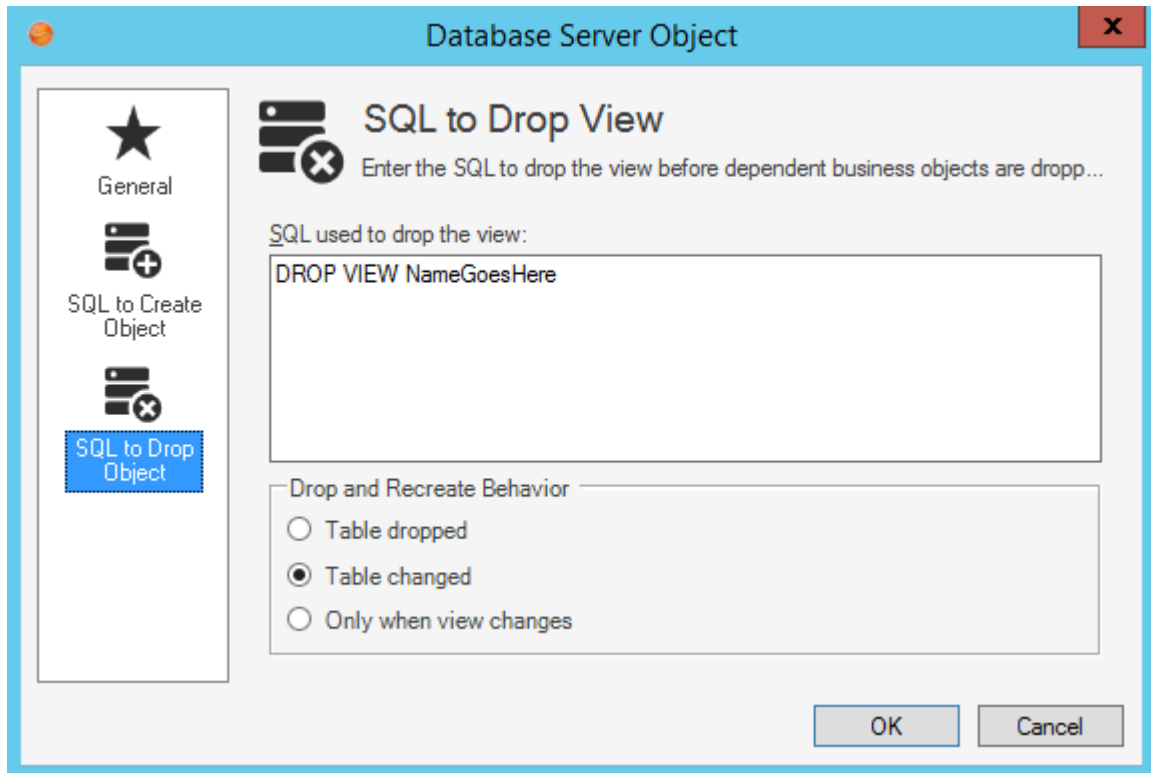 Database Server Object
x
General
SQL to Create
Object
SQL to Drop
Object
SQL to Drop View
Enter the SQL to drop the view before dependent business objects are dropp...
SQL used to drop the view:
DROP VIEW NameGoesHere
Drop and Recreate Behavior
Table dropped
Table changed
Only when view changes
OK
Cancel